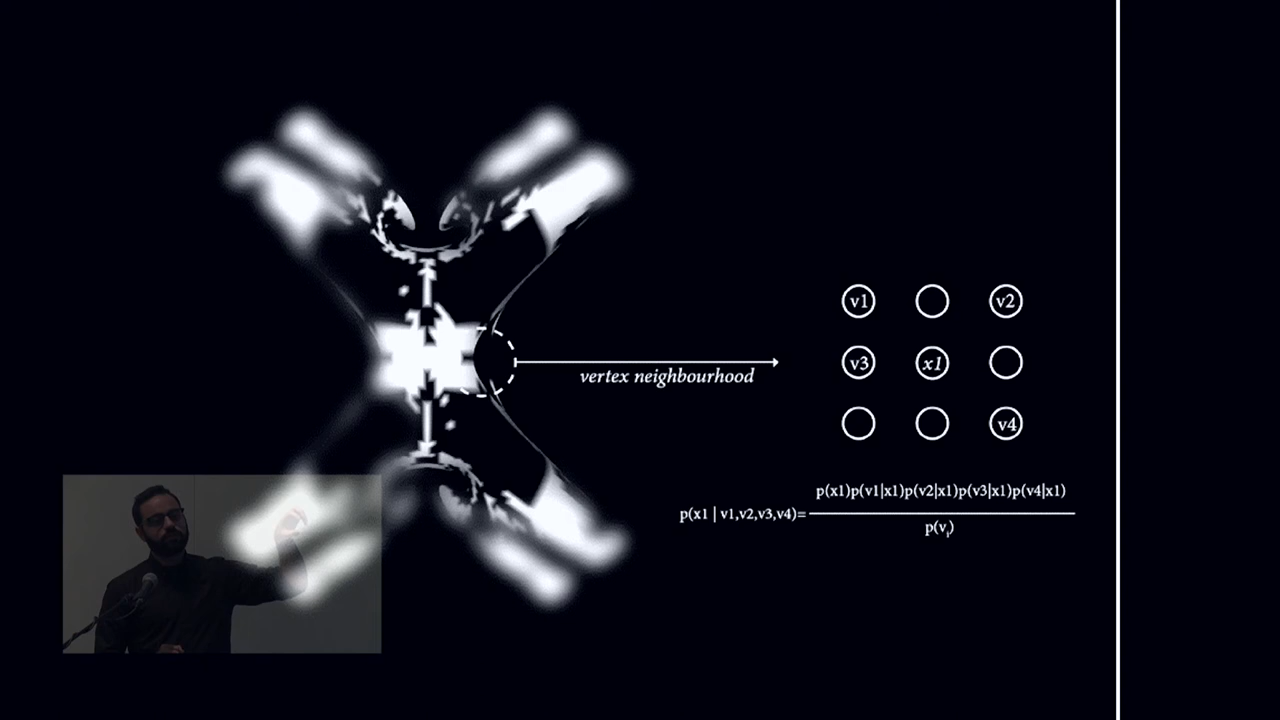 v1 v2
vertex neighbourhood
v3 x1
v4
p(x1)p(v1|x1)p(v2|x1)p(v3|x1)p(v4|x1)
p(x1 | v1,v2,v3,v4)=
p(vi)